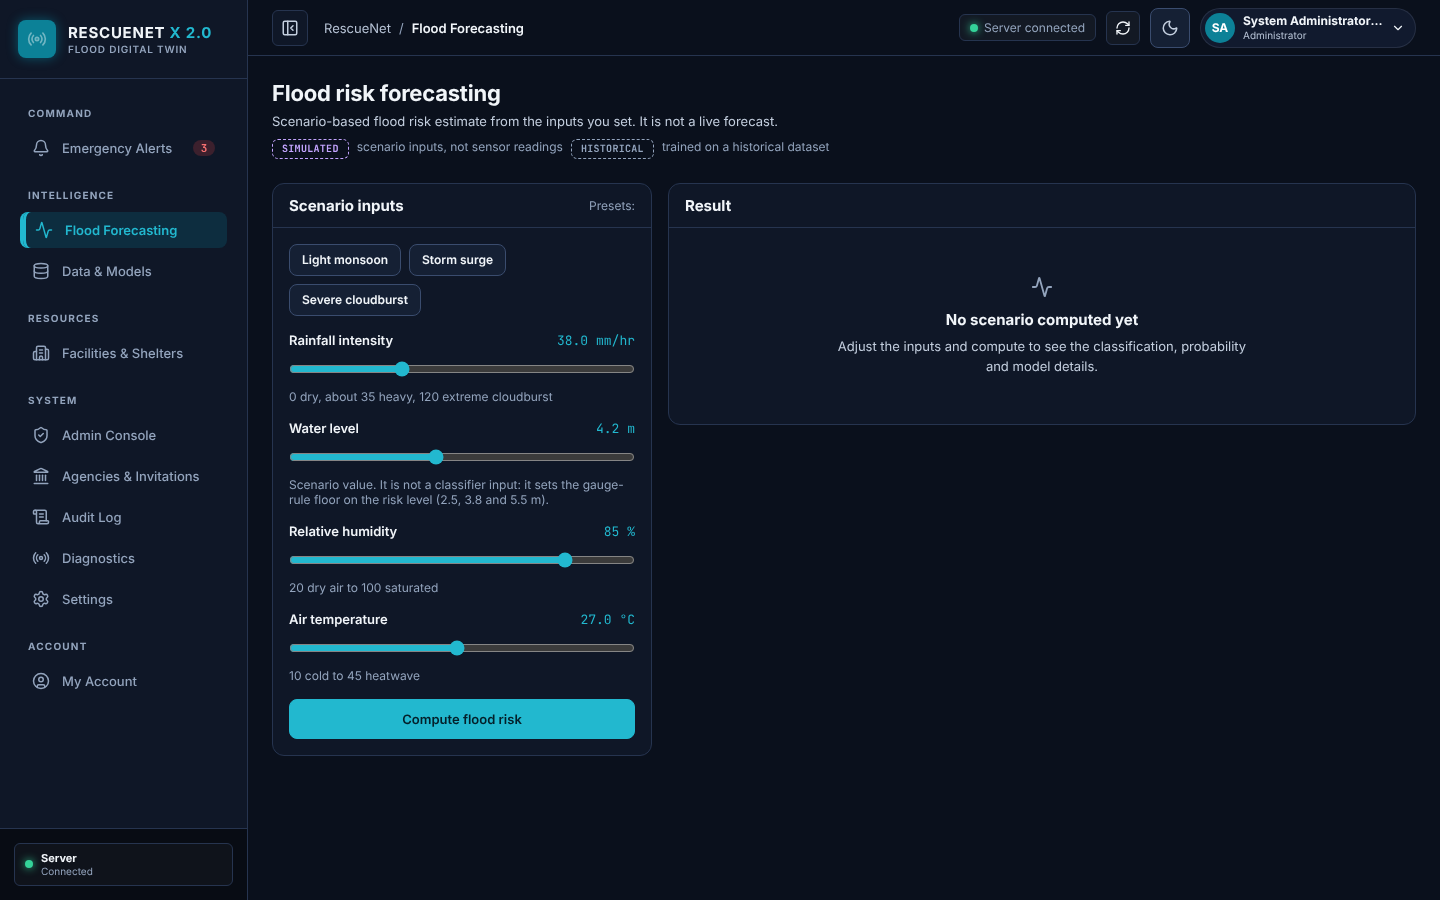 RESCUENET X 2.0
FLOOD DIGITAL TWIN
COMMAND
Emergency Alerts 3
INTELLIGENCE
Flood Forecasting
Data & Models
RESOURCES
Facilities & Shelters
SYSTEM
Admin Console
Agencies & Invitations
Audit Log
Diagnostics
Settings
ACCOUNT
My Account
Server
Connected
RescueNet / Flood Forecasting
Server connected
SA
System Administrator...
Administrator
Flood risk forecasting
Scenario-based flood risk estimate from the inputs you set. It is not a live forecast.
SIMULATED scenario inputs, not sensor readings HISTORICAL trained on a historical dataset
Scenario inputs Presets:
Light monsoon Storm surge
Severe cloudburst
Rainfall intensity 38.0 mm/hr
0 dry, about 35 heavy, 120 extreme cloudburst
Water level 4.2 m
Scenario value. It is not a classifier input: it sets the gauge-
rule floor on the risk level (2.5, 3.8 and 5.5 m).
Relative humidity 85 %
20 dry air to 100 saturated
Air temperature 27.0 °C
10 cold to 45 heatwave
Compute flood risk
Result
No scenario computed yet
Adjust the inputs and compute to see the classification, probability
and model details.